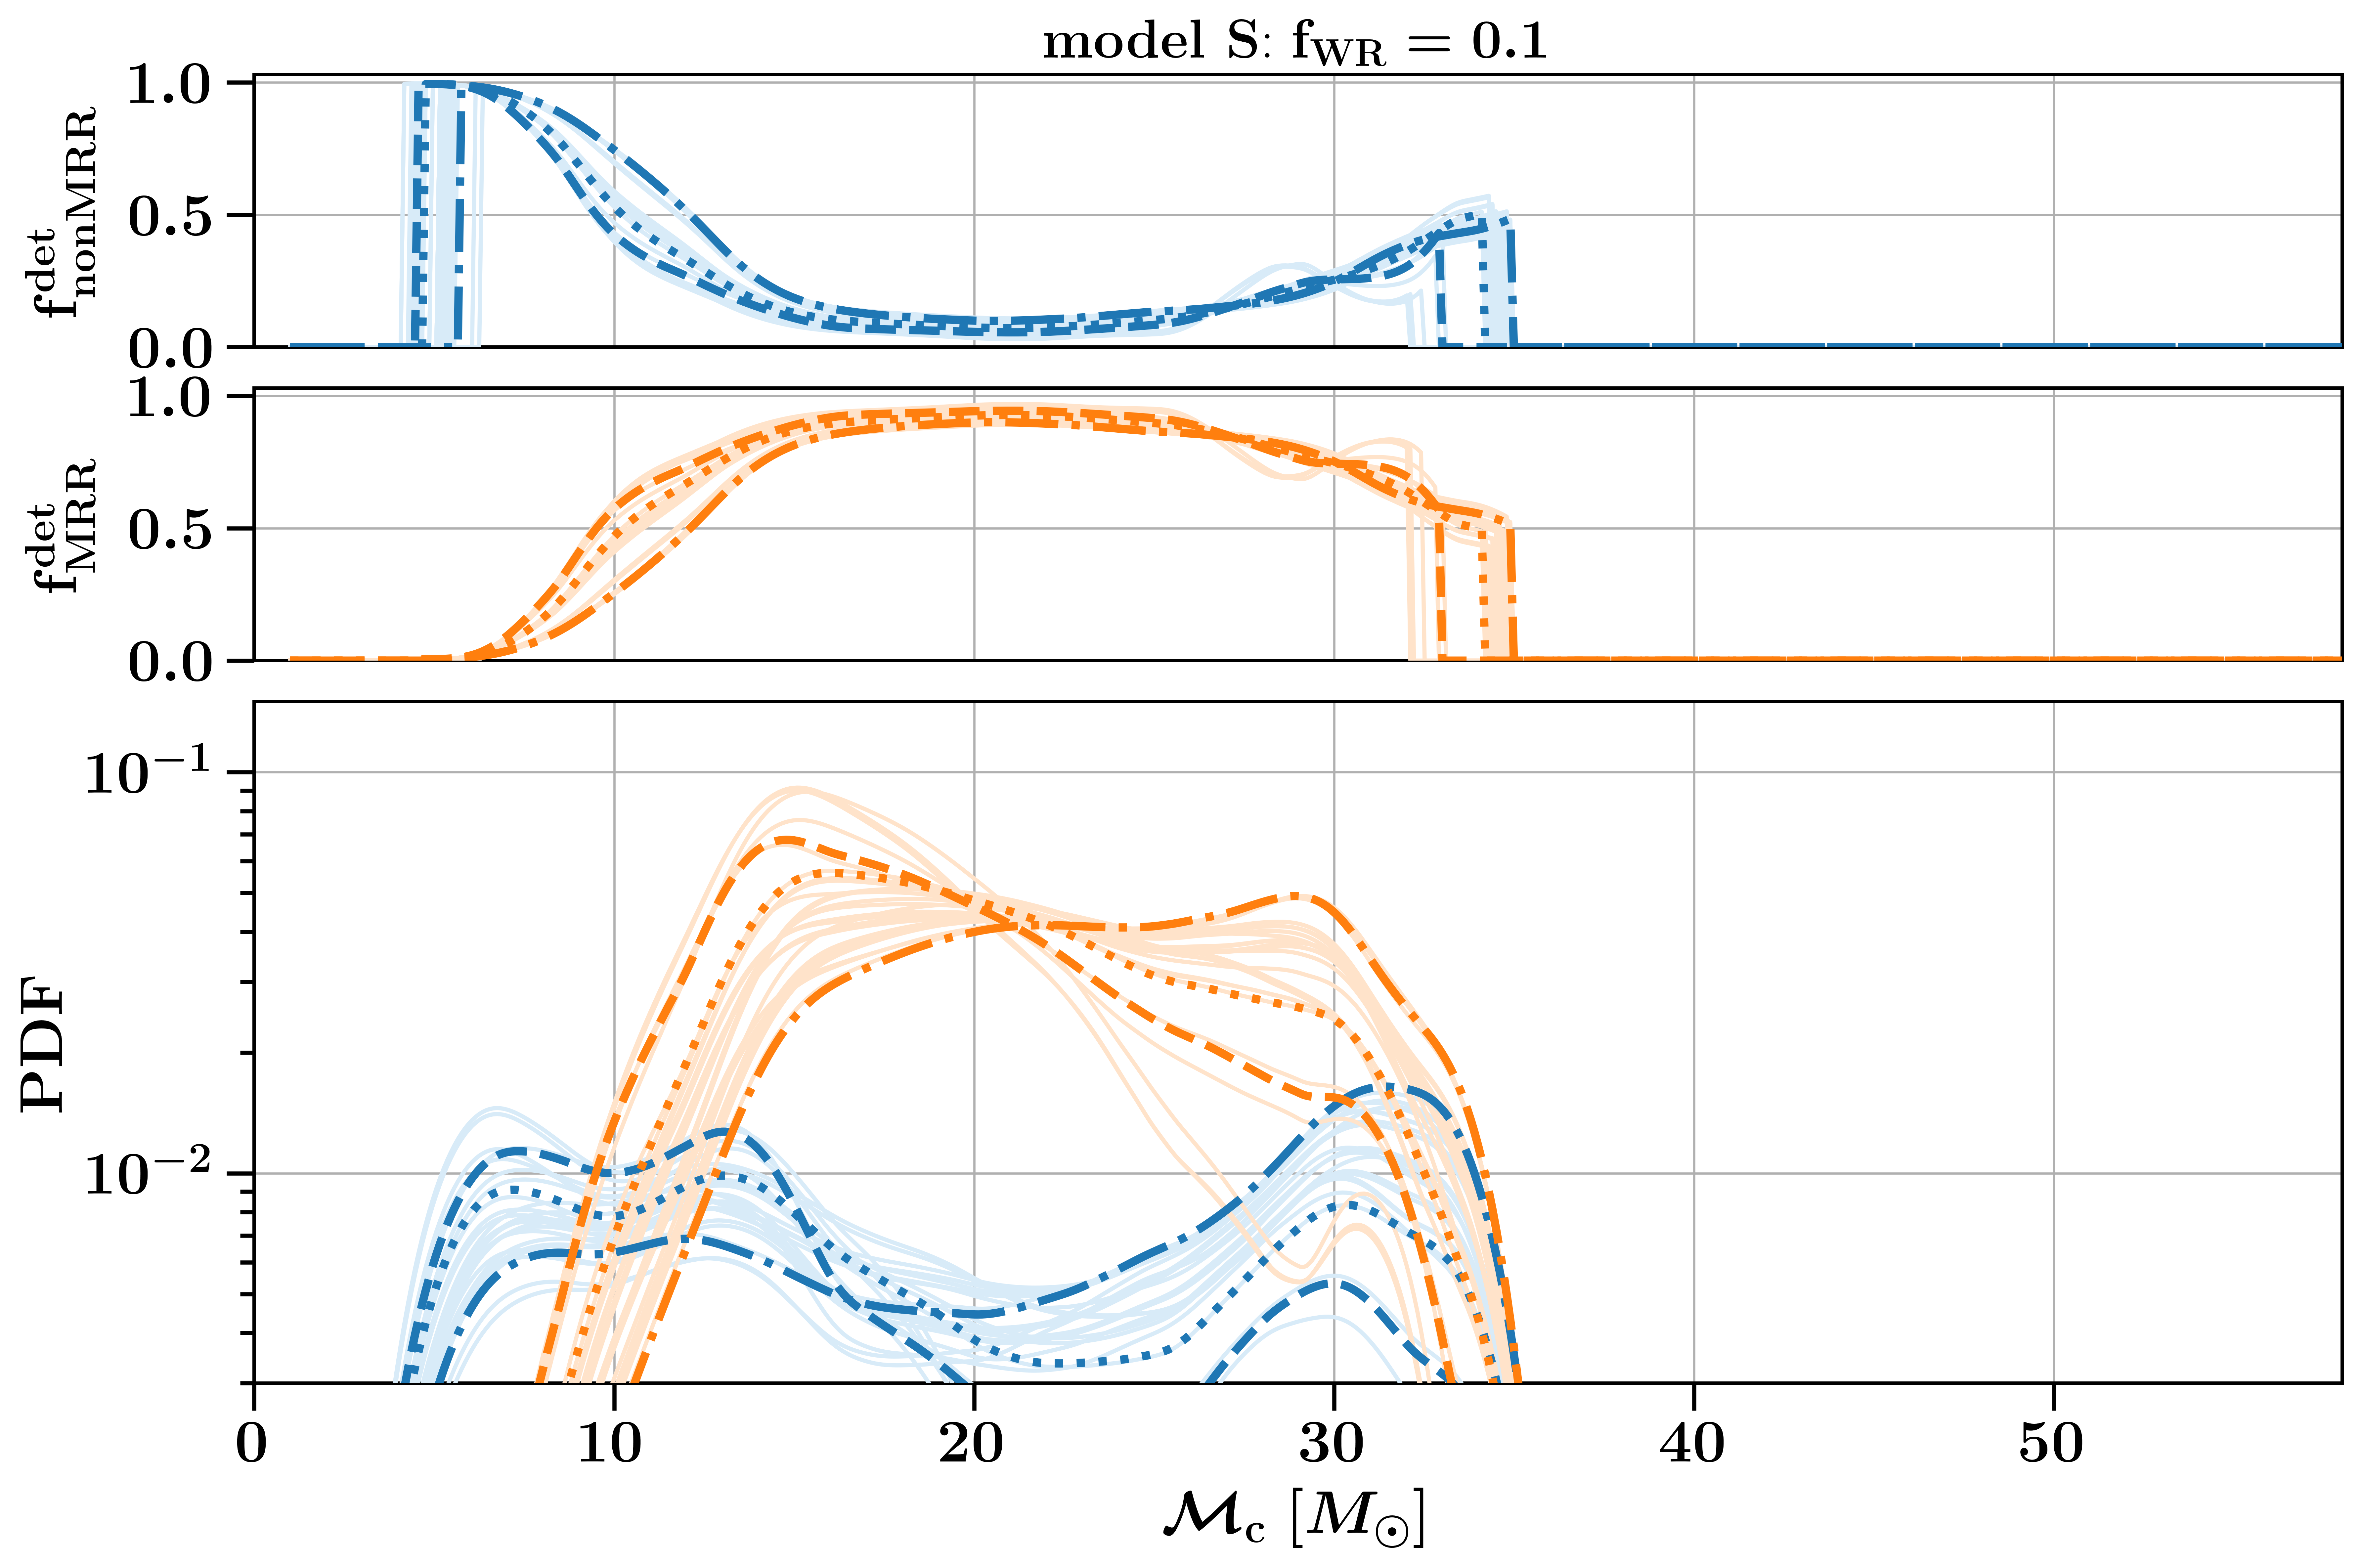 model S: f_WR = 0.1
f^det_nonMRR
1.0
0.5
0.0
f^det_MRR
1.0
0.5
0.0
PDF
10^−1
10^−2
0 10 20 30 40 50
ℳ_c [M_⊙]